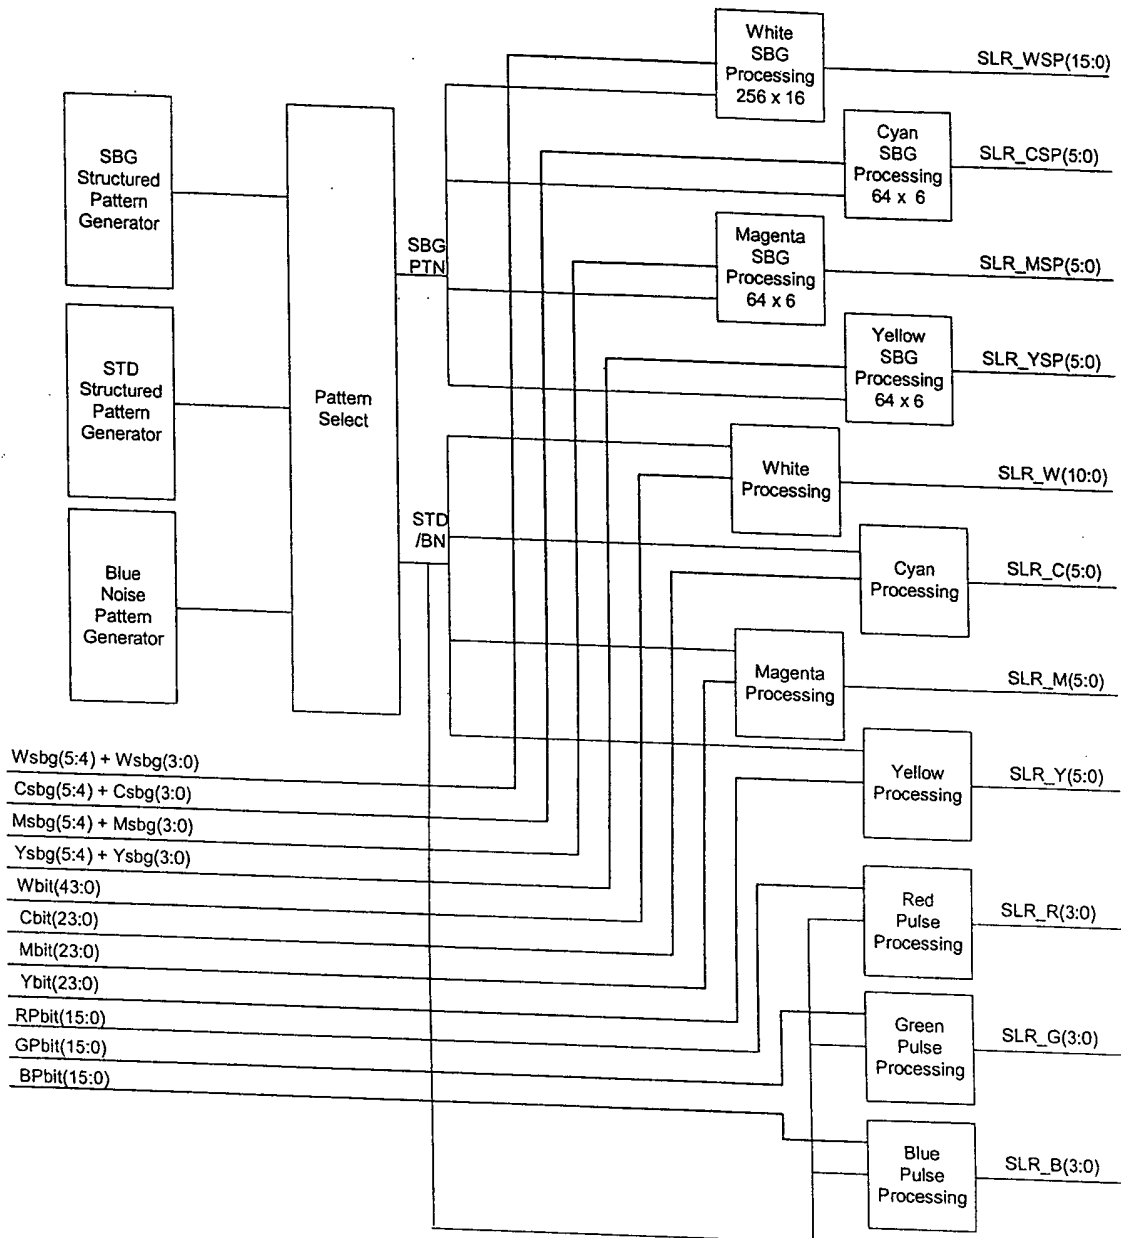 White
SBG
Processing
256 x 16
SLR_WSP(15:0)
Cyan
SBG
Processing
64 x 6
SLR_CSP(5:0)
SBG
Structured
Pattern
Generator
SBG
PTN
Magenta
SBG
Processing
64 x 6
SLR_MSP(5:0)
STD
Structured
Pattern
Generator
Pattern
Select
Yellow
SBG
Processing
64 x 6
SLR_YSP(5:0)
White
Processing
SLR_W(10:0)
STD
/BN
Blue
Noise
Pattern
Generator
Cyan
Processing
SLR_C(5:0)
Magenta
Processing
SLR_M(5:0)
Yellow
Processing
SLR_Y(5:0)
Wsbg(5:4) + Wsbg(3:0)
Csbg(5:4) + Csbg(3:0)
Msbg(5:4) + Msbg(3:0)
Ysbg(5:4) + Ysbg(3:0)
Wbit(43:0)
Cbit(23:0)
Mbit(23:0)
Ybit(23:0)
RPbit(15:0)
GPbit(15:0)
BPbit(15:0)
Red
Pulse
Processing
SLR_R(3:0)
Green
Pulse
Processing
SLR_G(3:0)
Blue
Pulse
Processing
SLR_B(3:0)